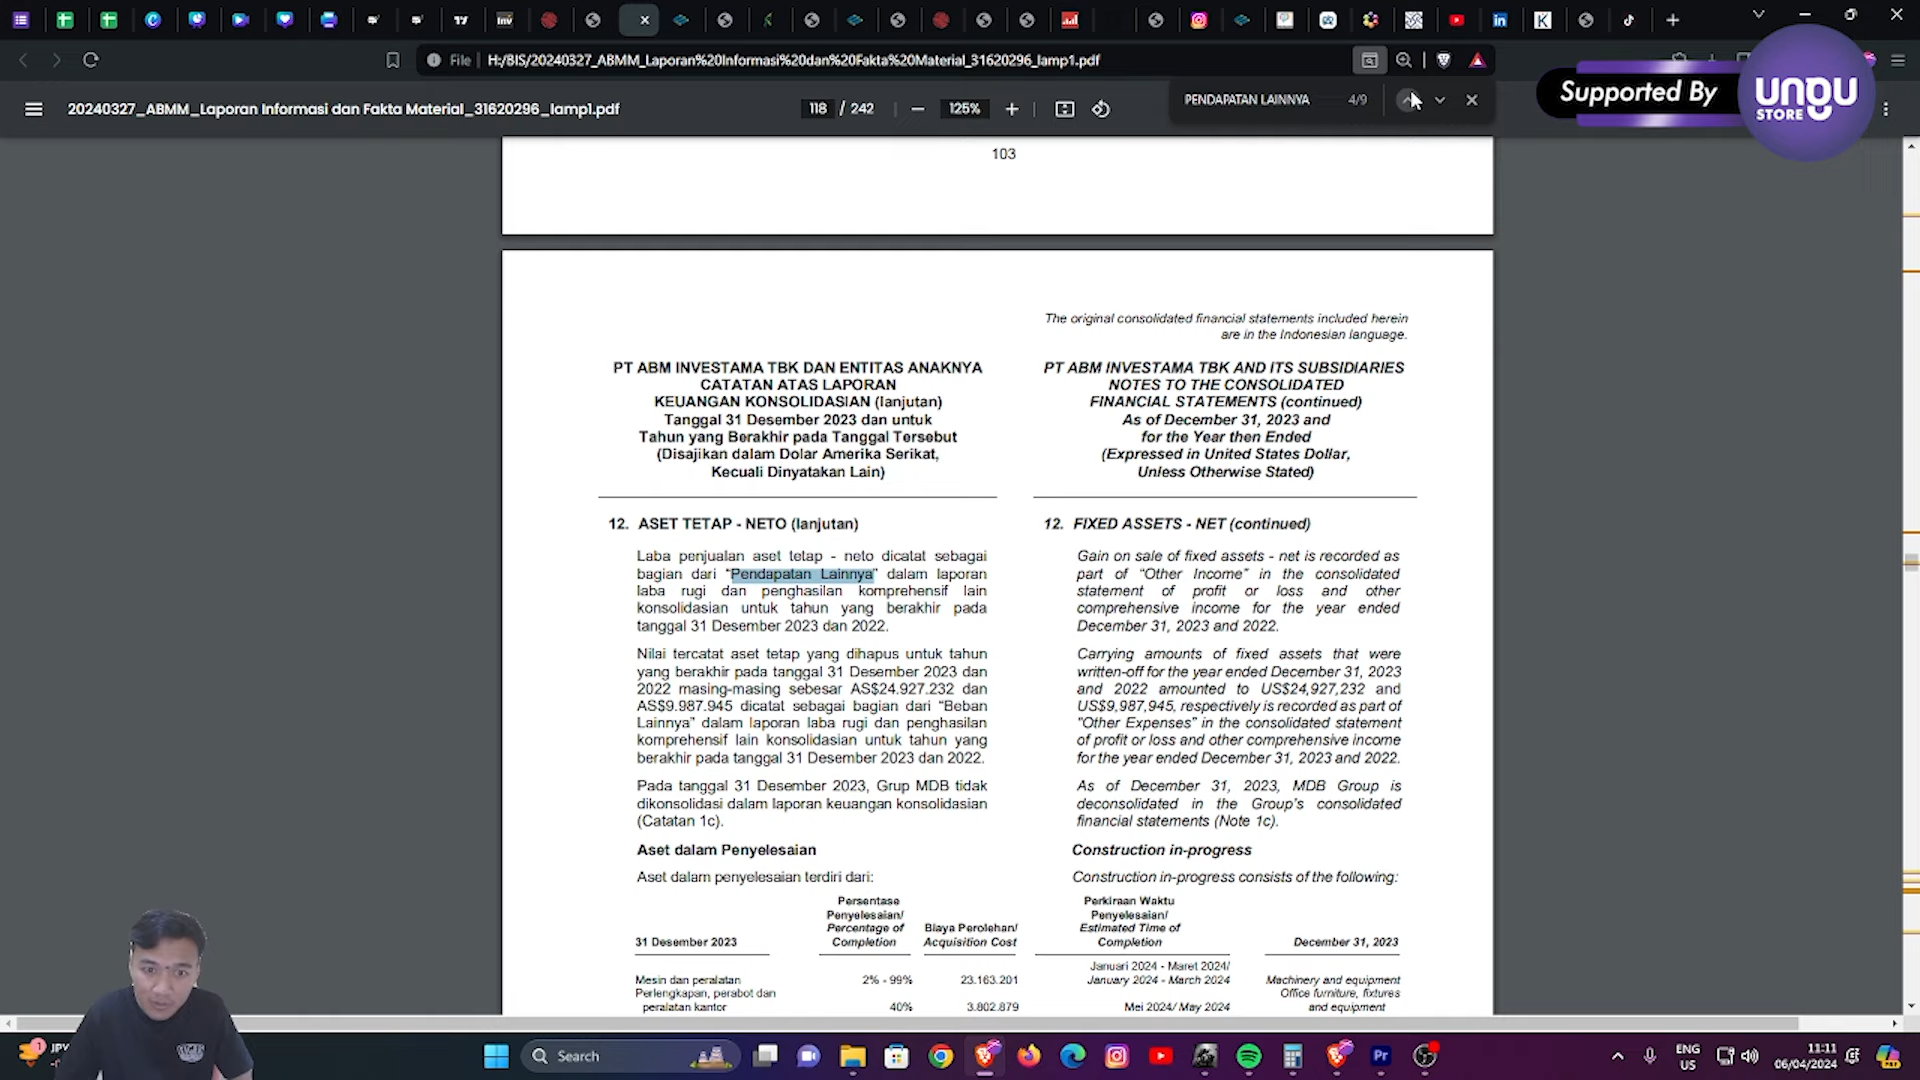 File H:/BIS/20240327_ABMM_Laporan%20Informasi%20dan%20Fakta%20Material_31620296_lamp1.pdf
20240327_ABMM_Laporan Informasi dan Fakta Material_31620296_lamp1.pdf
118 / 242
125%
PENDAPATAN LAINNYA 4/9
Supported By
UNGU
STORE
103
The original consolidated financial statements included herein
are in the Indonesian language.
PT ABM INVESTAMA TBK DAN ENTITAS ANAKNYA
CATATAN ATAS LAPORAN
KEUANGAN KONSOLIDASIAN (lanjutan)
Tanggal 31 Desember 2023 dan untuk
Tahun yang Berakhir pada Tanggal Tersebut
(Disajikan dalam Dolar Amerika Serikat,
Kecuali Dinyatakan Lain)
PT ABM INVESTAMA TBK AND ITS SUBSIDIARIES
NOTES TO THE CONSOLIDATED
FINANCIAL STATEMENTS (continued)
As of December 31, 2023 and
for the Year then Ended
(Expressed in United States Dollar,
Unless Otherwise Stated)
12. ASET TETAP - NETO (lanjutan)
Laba penjualan aset tetap - neto dicatat sebagai
bagian dari “Pendapatan Lainnya” dalam laporan
laba rugi dan penghasilan komprehensif lain
konsolidasian untuk tahun yang berakhir pada
tanggal 31 Desember 2023 dan 2022.
Nilai tercatat aset tetap yang dihapus untuk tahun
yang berakhir pada tanggal 31 Desember 2023 dan
2022 masing-masing sebesar AS$24.927.232 dan
AS$9.987.945 dicatat sebagai bagian dari “Beban
Lainnya” dalam laporan laba rugi dan penghasilan
komprehensif lain konsolidasian untuk tahun yang
berakhir pada tanggal 31 Desember 2023 dan 2022.
Pada tanggal 31 Desember 2023, Grup MDB tidak
dikonsolidasi dalam laporan keuangan konsolidasian
(Catatan 1c).
Aset dalam Penyelesaian
Aset dalam penyelesaian terdiri dari:
12. FIXED ASSETS - NET (continued)
Gain on sale of fixed assets - net is recorded as
part of “Other Income” in the consolidated
statement of profit or loss and other
comprehensive income for the year ended
December 31, 2023 and 2022.
Carrying amounts of fixed assets that were
written-off for the year ended December 31, 2023
and 2022 amounted to US$24,927,232 and
US$9,987,945, respectively is recorded as part of
“Other Expenses” in the consolidated statement
of profit or loss and other comprehensive income
for the year ended December 31, 2023 and 2022.
As of December 31, 2023, MDB Group is
deconsolidated in the Group’s consolidated
financial statements (Note 1c).
Construction in-progress
Construction in-progress consists of the following:
31 Desember 2023
Persentase
Penyelesaian/
Percentage of
Completion
Biaya Perolehan/
Acquisition Cost
Perkiraan Waktu
Penyelesaian/
Estimated Time of
Completion
December 31, 2023
Mesin dan peralatan 2% - 99% 23.163.201 Januari 2024 - Maret 2024/
January 2024 - March 2024 Machinery and equipment
Perlengkapan, perabot dan
peralatan kantor 40% 3.802.879 Mei 2024/ May 2024 Office furniture, fixtures
and equipment
JPY
Search
ENG
US
11:11
06/04/2024